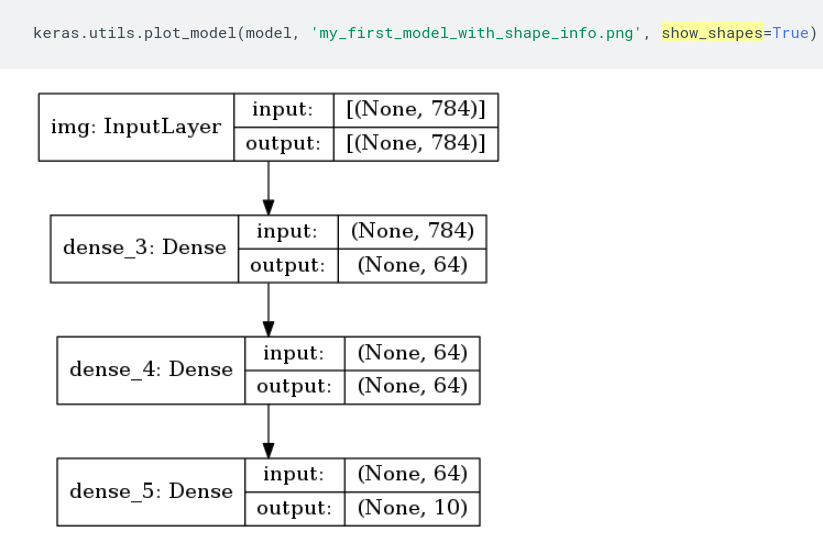 keras.utils.plot_model(model, 'my_first_model_with_shape_info.png', show_shapes=True)
img: InputLayer
input: [(None, 784)]
output: [(None, 784)]
dense_3: Dense
input: (None, 784)
output: (None, 64)
dense_4: Dense
input: (None, 64)
output: (None, 64)
dense_5: Dense
input: (None, 64)
output: (None, 10)